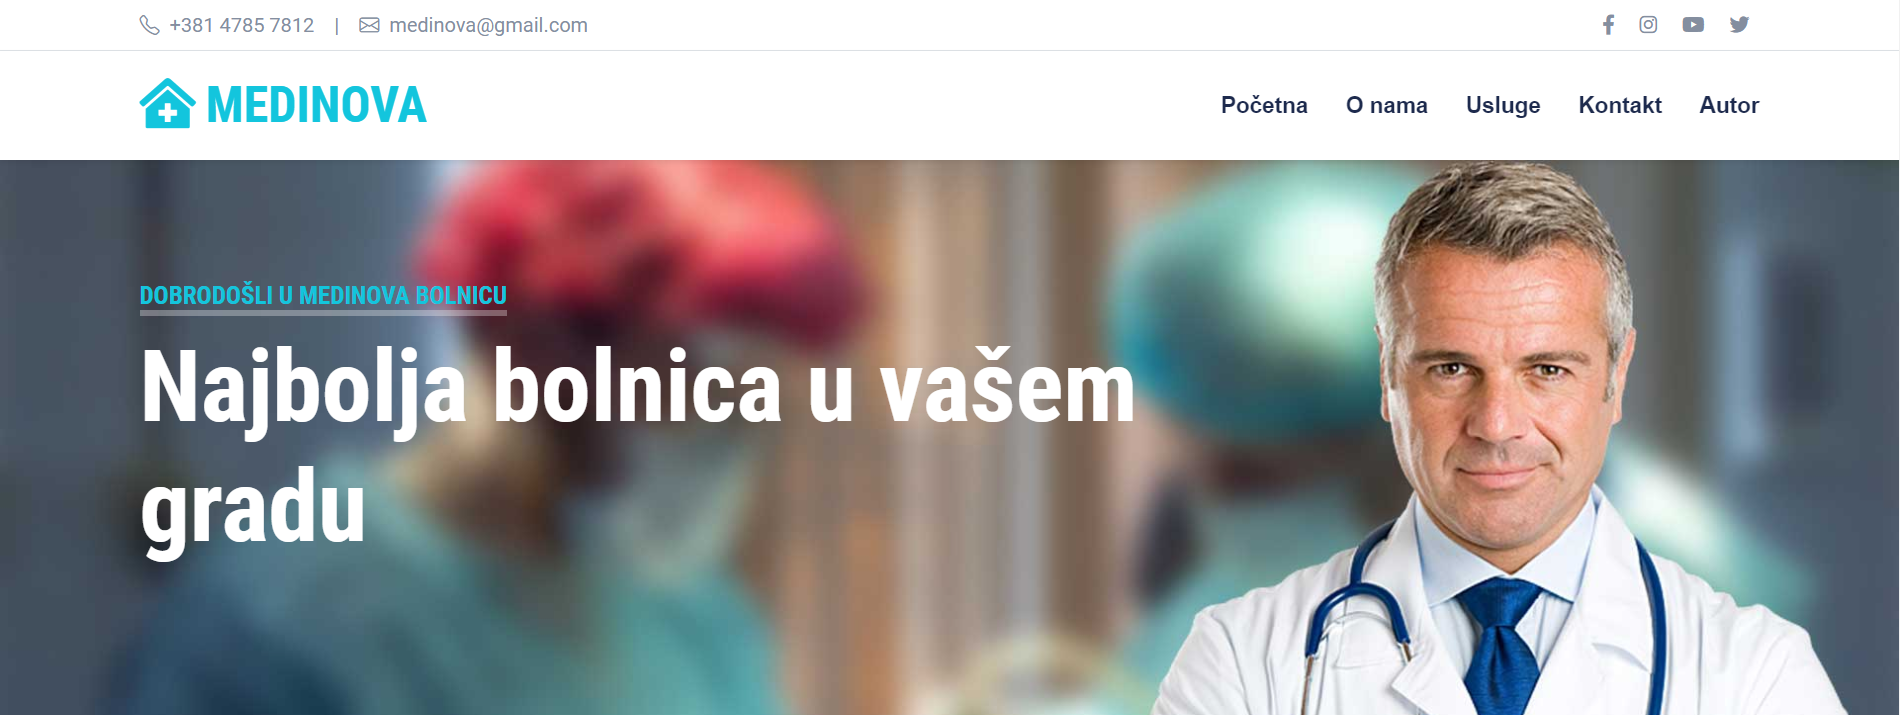 +381 4785 7812 | medinova@gmail.com
MEDINOVA
Početna O nama Usluge Kontakt Autor
DOBRODOŠLI U MEDINOVA BOLNICU
Najbolja bolnica u vašem
gradu